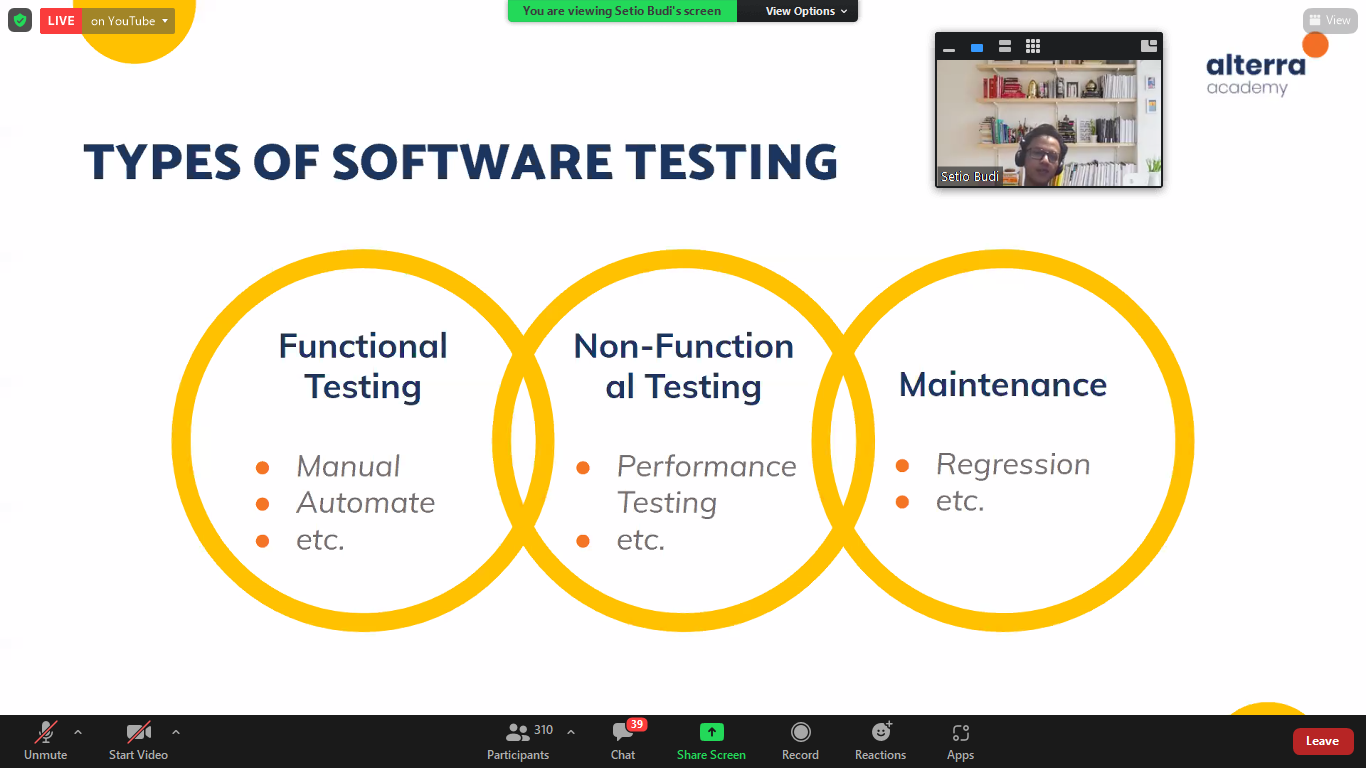 LIVE on YouTube
You are viewing Setio Budi's screen View Options
View
alterra
academy
TYPES OF SOFTWARE TESTING
Setio Budi
Functional
Testing
Manual
Automate
etc.
Non-Function
al Testing
Performance
Testing
etc.
Maintenance
Regression
etc.
Unmute
Start Video
310
Participants
39
Chat
Share Screen
Record
Reactions
Apps
Leave